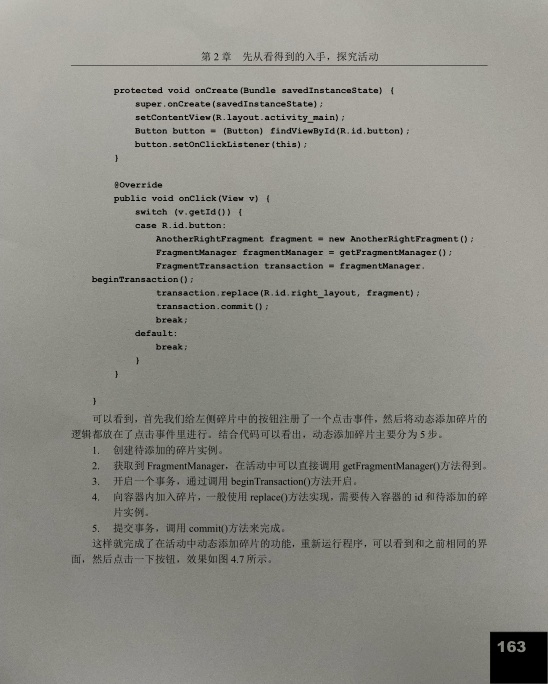 第 2 章 先从看得到的入手，探究活动
protected void onCreate(Bundle savedInstanceState) {
super.onCreate(savedInstanceState);
setContentView(R.layout.activity_main);
Button button = (Button) findViewById(R.id.button);
button.setOnClickListener(this);
}
@Override
public void onClick(View v) {
switch (v.getId()) {
case R.id.button:
AnotherRightFragment fragment = new AnotherRightFragment();
FragmentManager fragmentManager = getFragmentManager();
FragmentTransaction transaction = fragmentManager.
beginTransaction();
transaction.replace(R.id.right_layout, fragment);
transaction.commit();
break;
default:
break;
}
}
}
可以看到，首先我们给左侧碎片中的按钮注册了一个点击事件，然后将动态添加碎片的
逻辑都放在了点击事件里进行。结合代码可以看出，动态添加碎片主要分为 5 步。
1. 创建待添加的碎片实例。
2. 获取到 FragmentManager，在活动中可以直接调用 getFragmentManager()方法得到。
3. 开启一个事务，通过调用 beginTransaction()方法开启。
4. 向容器内加入碎片，一般使用 replace()方法实现，需要传入容器的 id 和待添加的碎
片实例。
5. 提交事务，调用 commit()方法来完成。
这样就完成了在活动中动态添加碎片的功能，重新运行程序，可以看到和之前相同的界
面，然后点击一下按钮，效果如图 4.7 所示。
163